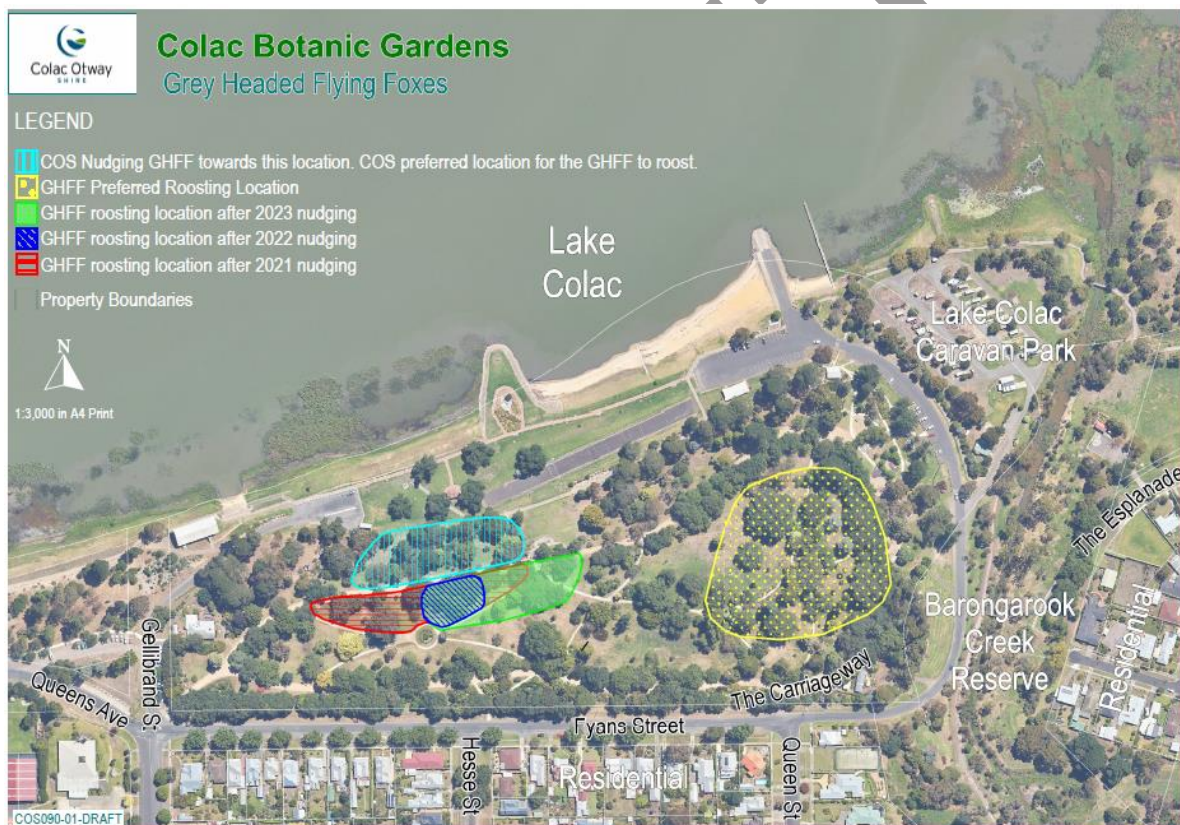 Colac Otway
SHIRE
Colac Botanic Gardens
Grey Headed Flying Foxes
LEGEND
COS Nudging GHFF towards this location. COS preferred location for the GHFF to roost.
GHFF Preferred Roosting Location
GHFF roosting location after 2023 nudging
GHFF roosting location after 2022 nudging
GHFF roosting location after 2021 nudging
Property Boundaries
N
1:3,000 in A4 Print
Lake
Colac
Lake Colac
Caravan Park
The Esplanade
Barongarook
Creek
Reserve
Residential
The Carriageway
Gellibrand St
Queens Ave
Fyans Street
Hesse St
Residential
Queen St
COS090-01-DRAFT